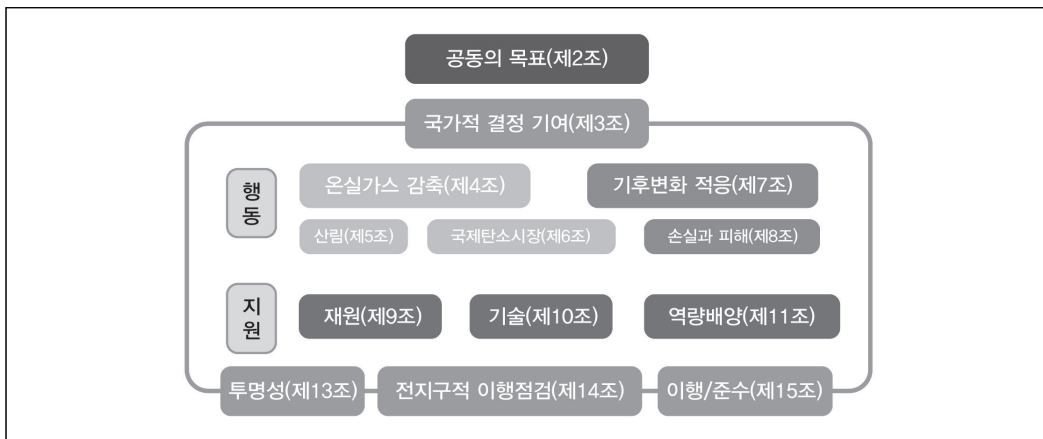 공동의 목표(제2조)
국가적 결정 기여(제3조)
행동
온실가스 감축(제4조)
기후변화 적응(제7조)
산림(제5조)
국제탄소시장(제6조)
손실과 피해(제8조)
지원
재원(제9조)
기술(제10조)
역량배양(제11조)
투명성(제13조)
전지구적 이행점검(제14조)
이행/준수(제15조)